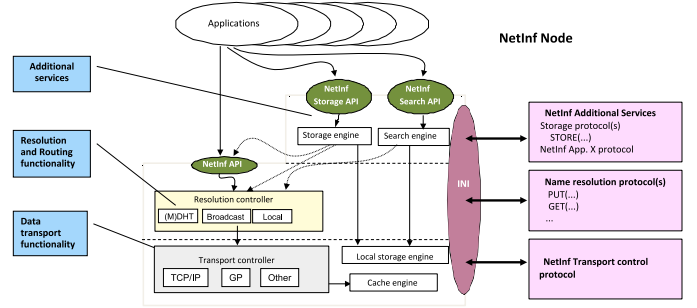 Applications
NetInf Node
Additional
services
NetInf
Storage API
NetInf
Search API
NetInf Additional Services
Storage protocol(s)
STORE(...)
NetInf App. X protocol
Storage engine
Search engine
Resolution
and Routing
functionality
NetInf API
INI
Name resolution protocol(s)
PUT(...)
GET(...)
...
Resolution controller
(M)DHT
Broadcast
Local
Data
transport
functionality
Local storage engine
NetInf Transport control
protocol
Transport controller
TCP/IP
GP
Other
Cache engine